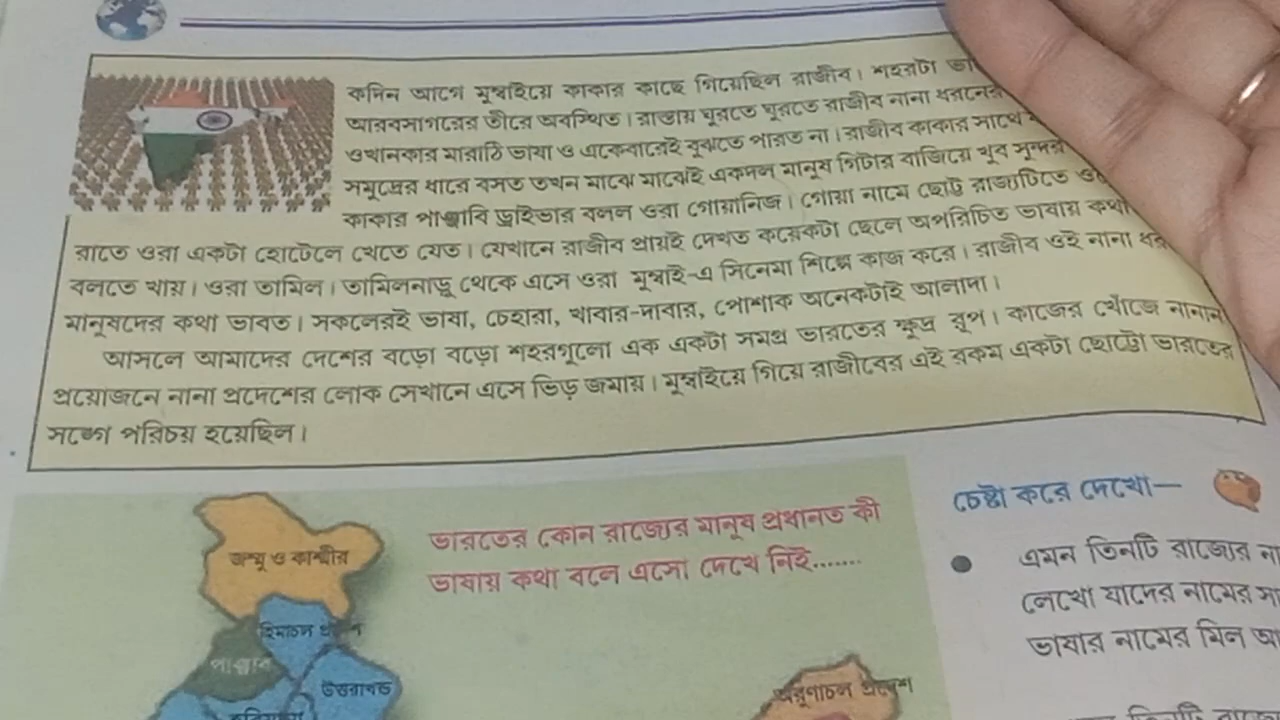 কদিন আগে মুম্বাইয়ে কাকার কাছে গিয়েছিল রাজীব। শহরটা
আরবসাগরের তীরে অবস্থিত। রাস্তায় ঘুরতে ঘুরতে রাজীব নানা ধরনের
ওখানকার মারাঠি ভাষা ও একেবারেই বুঝতে পারত না। রাজীব কাকার সাথে
সমুদ্রের ধারে বসত তখন মাঝে মাঝেই একদল মানুষ গিটার বাজিয়ে খুব সুন্দর
কাকার পাঞ্জাবি ড্রাইভার বলল ওরা গোয়ানিজ। গোয়া নামে ছোট্ট রাজ্যটিতে
রাতে ওরা একটা হোটেলে খেতে যেত। যেখানে রাজীব প্রায়ই দেখত কয়েকটা ছেলে অপরিচিত ভাষায় কথা
বলতে খায়। ওরা তামিল। তামিলনাড়ু থেকে এসে ওরা মুম্বাই-এ সিনেমা শিল্পে কাজ করে। রাজীব ওই নানা
মানুষদের কথা ভাবত। সকলেরই ভাষা, চেহারা, খাবার-দাবার, পোশাক অনেকটাই আলাদা।
আসলে আমাদের দেশের বড়ো বড়ো শহরগুলো এক একটা সমগ্র ভারতের ক্ষুদ্র রূপ। কাজের খোঁজে নানান
প্রয়োজনে নানা প্রদেশের লোক সেখানে এসে ভিড় জমায়। মুম্বাইয়ে গিয়ে রাজীবের এই রকম একটা ছোট্টো ভারতের
সঙ্গে পরিচয় হয়েছিল।
ভারতের কোন রাজ্যের মানুষ প্রধানত কী
ভাষায় কথা বলে এসো দেখে নিই.......
জম্মু ও কাশ্মীর
হিমাচল
পাঞ্জাব
উত্তরাখণ্ড
অরুণাচল প্রদেশ
চেষ্টা করে দেখো—
● এমন তিনটি রাজ্যের
লেখো যাদের নামের
ভাষার নামের মিল